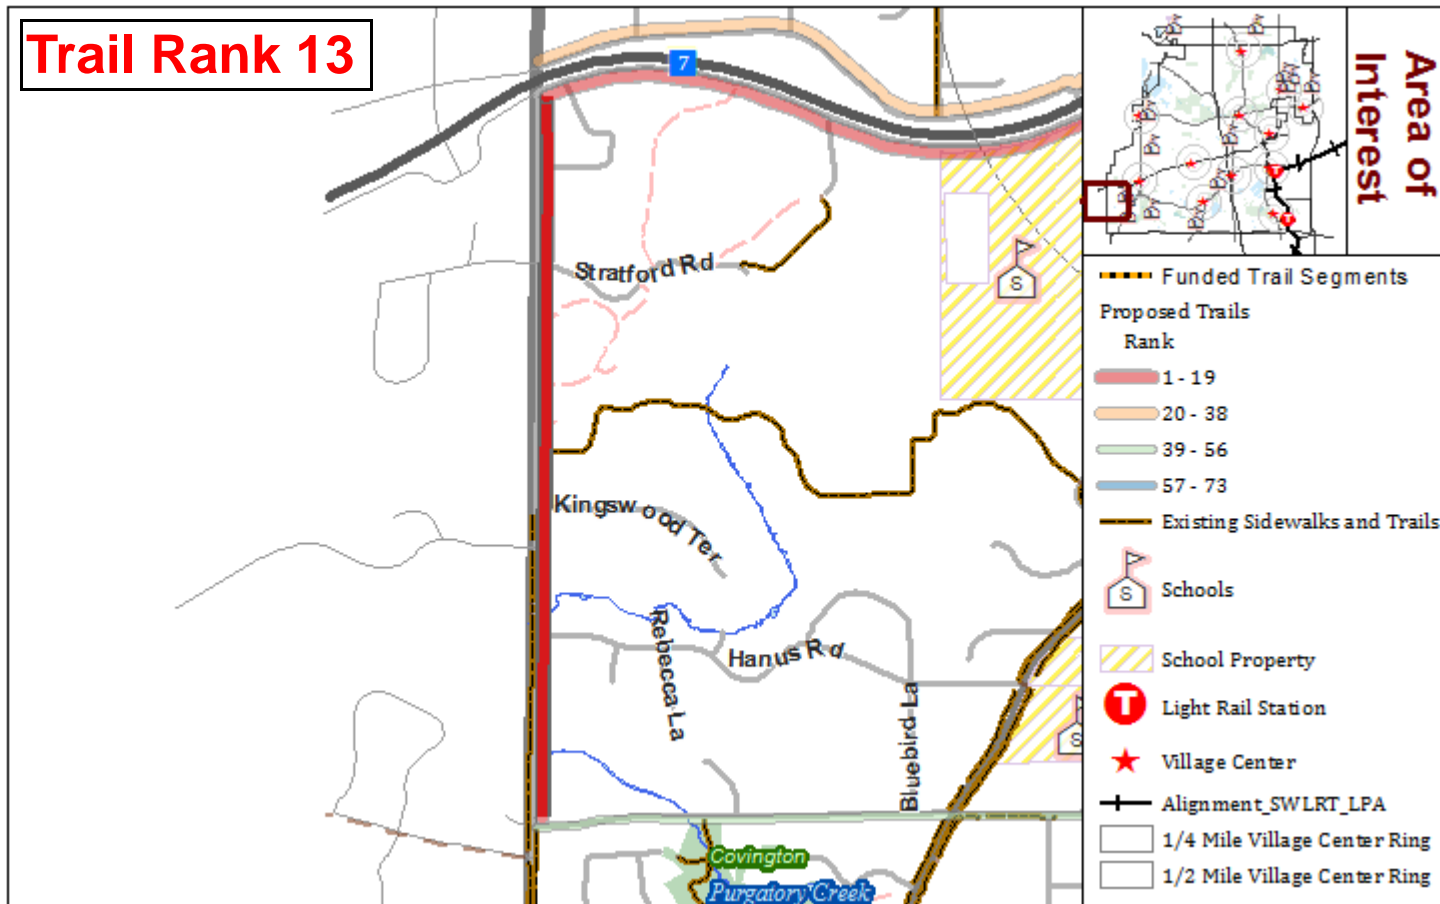 Trail Rank 13
7
Stratford Rd
S
Kingswood Ter
Rebecca La
Hanus Rd
Bluebird La
S
Covington
Purgatory Creek
Area of
Interest
T
T
Funded Trail Segments
Proposed Trails
Rank
1 - 19
20 - 38
39 - 56
57 - 73
Existing Sidewalks and Trails
S
Schools
School Property
T
Light Rail Station
Village Center
Alignment_SWLRT_LPA
1/4 Mile Village Center Ring
1/2 Mile Village Center Ring